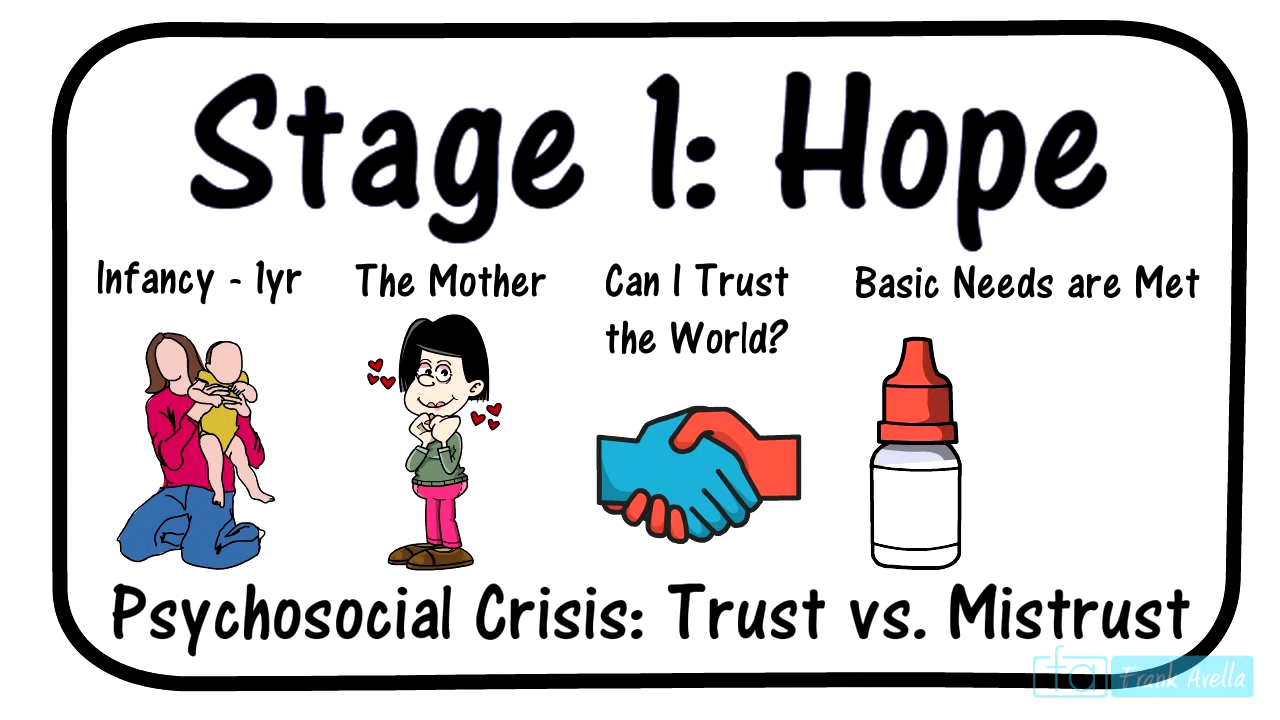 Stage 1: Hope
Infancy - 1yr
The Mother
Can I Trust
the World?
Basic Needs are Met
Psychosocial Crisis: Trust vs. Mistrust
fa Frank Avella